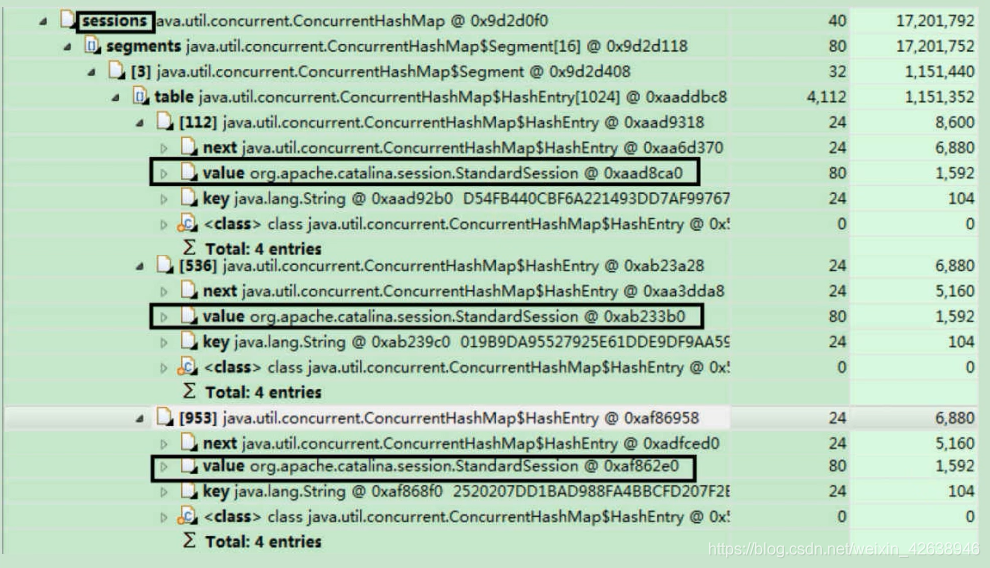 sessions java.util.concurrent.ConcurrentHashMap @ 0x9d2d0f0 40 17,201,792
segments java.util.concurrent.ConcurrentHashMap$Segment[16] @ 0x9d2d118 80 17,201,752
[3] java.util.concurrent.ConcurrentHashMap$Segment @ 0x9d2d408 32 1,151,440
table java.util.concurrent.ConcurrentHashMap$HashEntry[1024] @ 0xaaddbc8 4,112 1,151,352
[112] java.util.concurrent.ConcurrentHashMap$HashEntry @ 0xaad9318 24 8,600
next java.util.concurrent.ConcurrentHashMap$HashEntry @ 0xaa6d370 24 6,880
value org.apache.catalina.session.StandardSession @ 0xaad8ca0 80 1,592
key java.lang.String @ 0xaad92b0 D54FB440CBF6A221493DD7AF99767 24 104
<class> class java.util.concurrent.ConcurrentHashMap$HashEntry @ 0x 0 0
Σ Total: 4 entries
[536] java.util.concurrent.ConcurrentHashMap$HashEntry @ 0xab23a28 24 6,880
next java.util.concurrent.ConcurrentHashMap$HashEntry @ 0xaa3dda8 24 5,160
value org.apache.catalina.session.StandardSession @ 0xab233b0 80 1,592
key java.lang.String @ 0xab239c0 019B9DA95527925E61DDE9DF9AA59 24 104
<class> class java.util.concurrent.ConcurrentHashMap$HashEntry @ 0x 0 0
Σ Total: 4 entries
[953] java.util.concurrent.ConcurrentHashMap$HashEntry @ 0xaf86958 24 6,880
next java.util.concurrent.ConcurrentHashMap$HashEntry @ 0xadfced0 24 5,160
value org.apache.catalina.session.StandardSession @ 0xaf862e0 80 1,592
key java.lang.String @ 0xaf868f0 2520207DD1BAD988FA4BBCFD207F2E 24 104
<class> class java.util.concurrent.ConcurrentHashMap$HashEntry @ 0x 0 0
Σ Total: 4 entries
https://blog.csdn.net/weixin_42638946